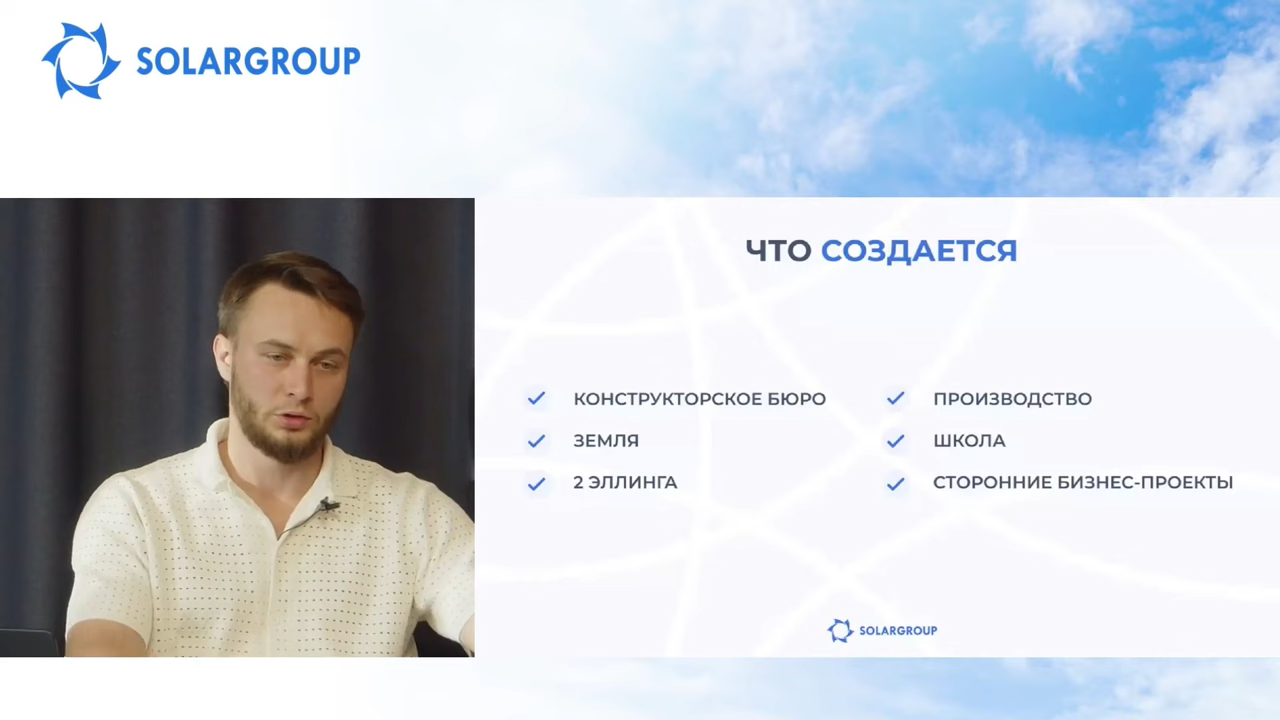 SOLARGROUP
ЧТО СОЗДАЕТСЯ
КОНСТРУКТОРСКОЕ БЮРО
ЗЕМЛЯ
2 ЭЛЛИНГА
ПРОИЗВОДСТВО
ШКОЛА
СТОРОННИЕ БИЗНЕС-ПРОЕКТЫ
SOLARGROUP